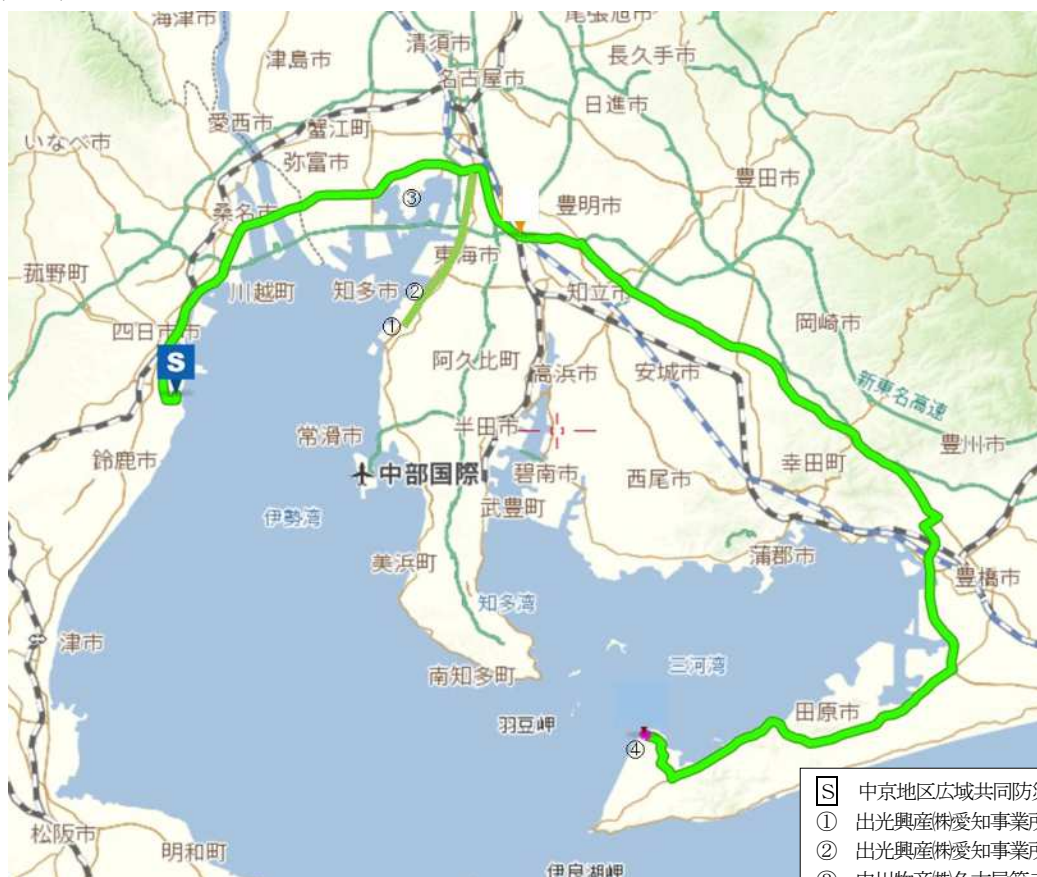 海津市
尾張旭市
清須市
長久手市
津島市
名古屋市
日進市
愛西市
蟹江町
いなべ市
弥富市
豊田市
③
豊明市
桑名市
東海市
菰野町
川越町
知多市
②
知立市
①
岡崎市
四日市市
S
阿久比町
高浜市
安城市
新東名高速
常滑市
半田市
豊川市
鈴鹿市
中部国際
碧南市
西尾市
幸田町
伊勢湾
武豊町
美浜町
蒲郡市
豊橋市
知多湾
津市
三河湾
南知多町
羽豆岬
田原市
④
松阪市
明和町
伊良湖岬
S 中京地区広域共同防
① 出光興産㈱愛知事業所
② 出光興産㈱愛知事業所
③